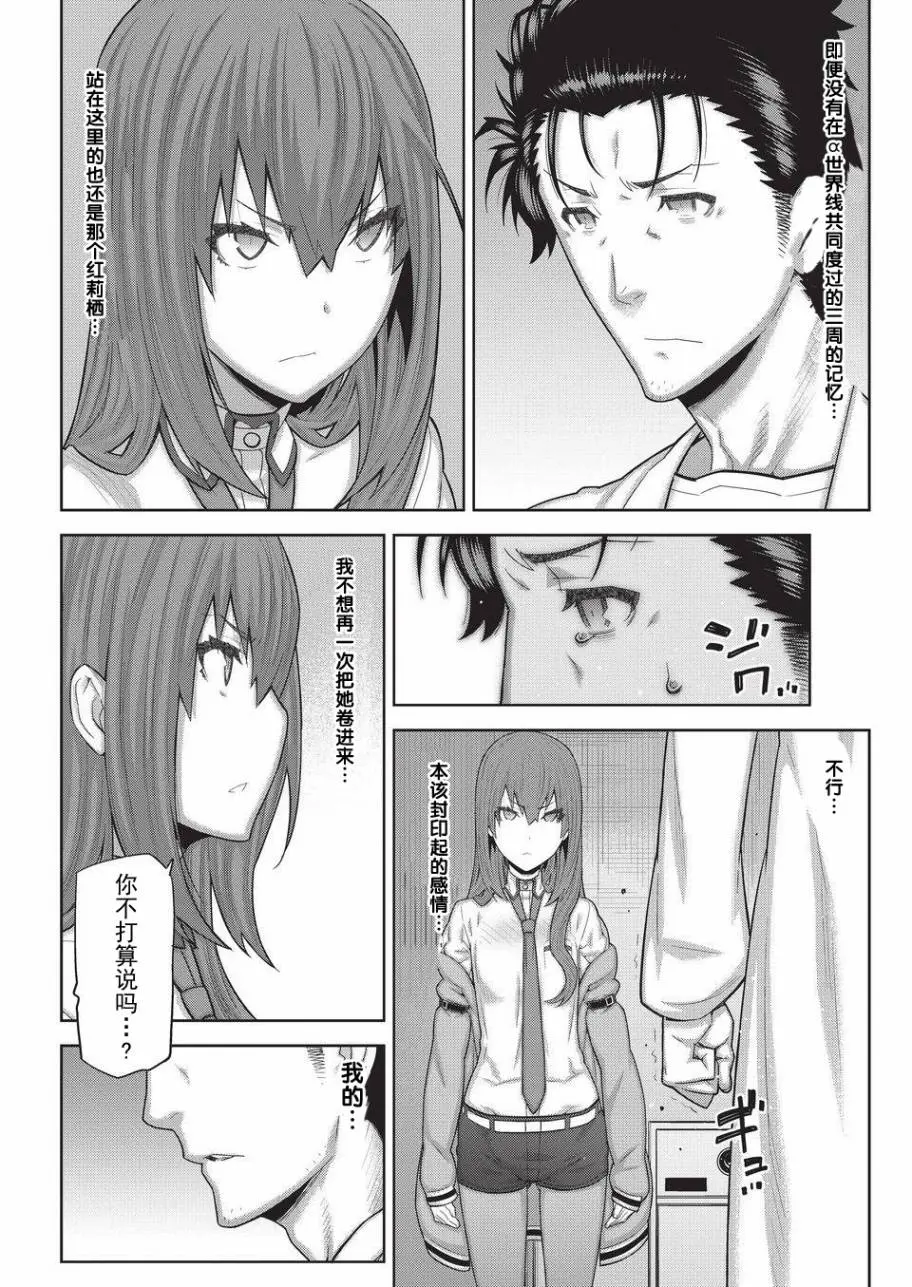 即便没有在α世界线共同度过的三周的记忆…
站在这里的也还是那个红莉栖…
ジワ…
我不想再一次把她卷进来…
你不打算说吗…?
不行…
本该封印起的感情…
ギュ
我的…